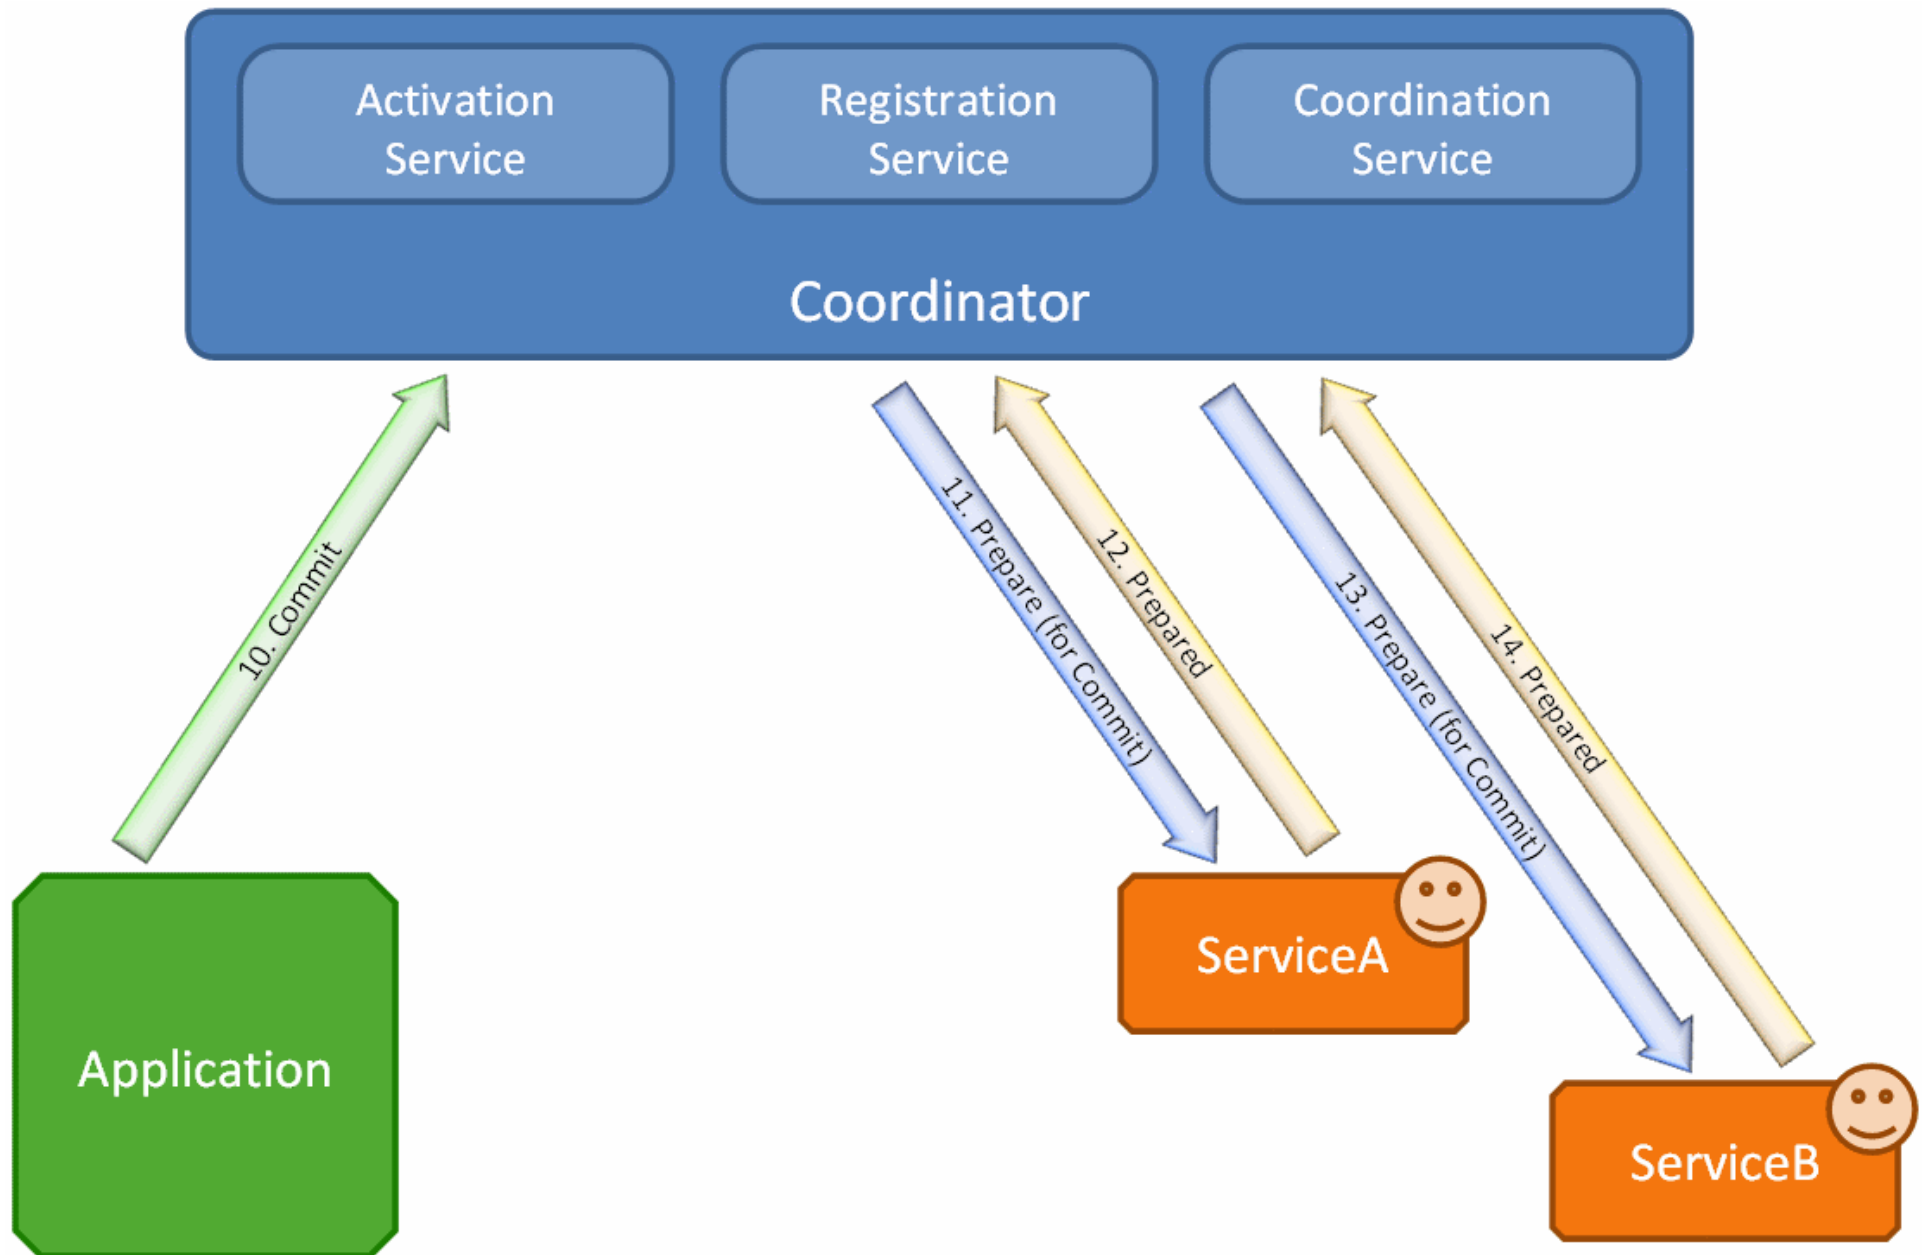 Activation
Service
Registration
Service
Coordination
Service
Coordinator
10. Commit
11. Prepare (for Commit)
12. Prepared
13. Prepare (for Commit)
14. Prepared
ServiceA
Application
ServiceB